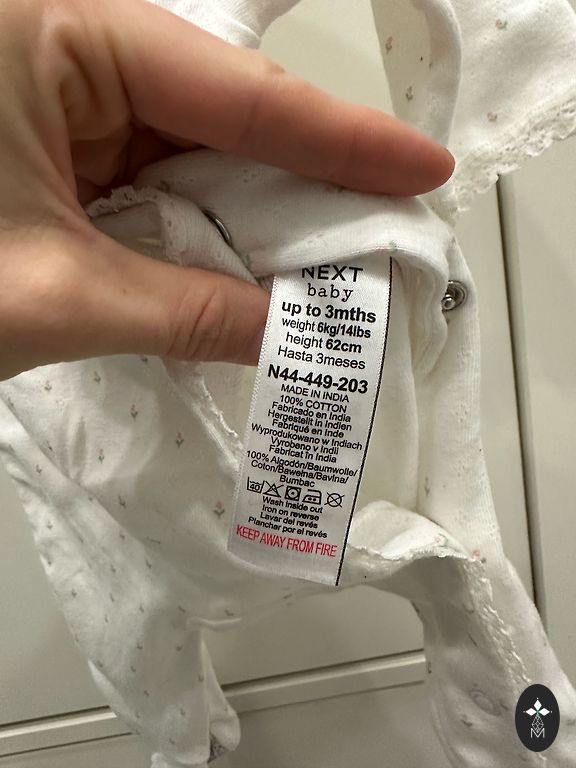 NEXT
baby
up to 3mths
weight 6kg/14lbs
height 62cm
Hasta 3meses
N44-449-203
MADE IN INDIA
100% COTTON
Fabricado en India
Hergestellt in Indien
Fabriqué en Inde
Wyprodukowano w Indiach
Vyrobeno v Indii
Fabricat în India
100% Algodón/Baumwolle/
Coton/Bawełna/Bavlna/
Bumbac
40
Wash inside out
Iron on reverse
Lavar del revés
Planchar por el revés
KEEP AWAY FROM FIRE
M